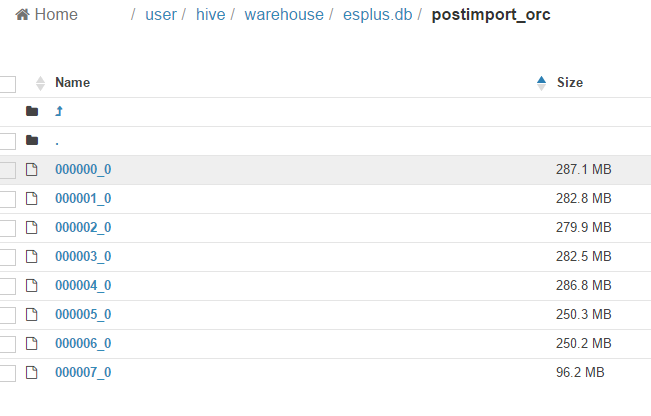 Home / user / hive / warehouse / esplus.db / postimport_orc
Name Size
.
000000_0 287.1 MB
000001_0 282.8 MB
000002_0 279.9 MB
000003_0 282.5 MB
000004_0 286.8 MB
000005_0 250.3 MB
000006_0 250.2 MB
000007_0 96.2 MB